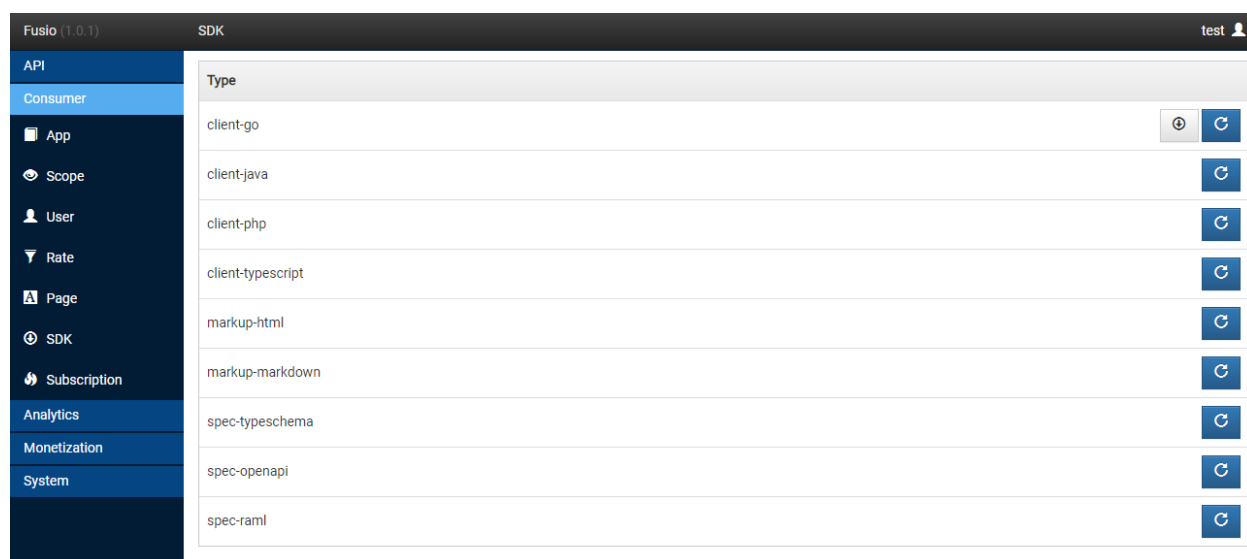 Fusio (1.0.1)
SDK
test
API
Consumer
App
Scope
User
Rate
Page
SDK
Subscription
Analytics
Monetization
System
Type
client-go
client-java
client-php
client-typescript
markup-html
markup-markdown
spec-typeschema
spec-openapi
spec-raml